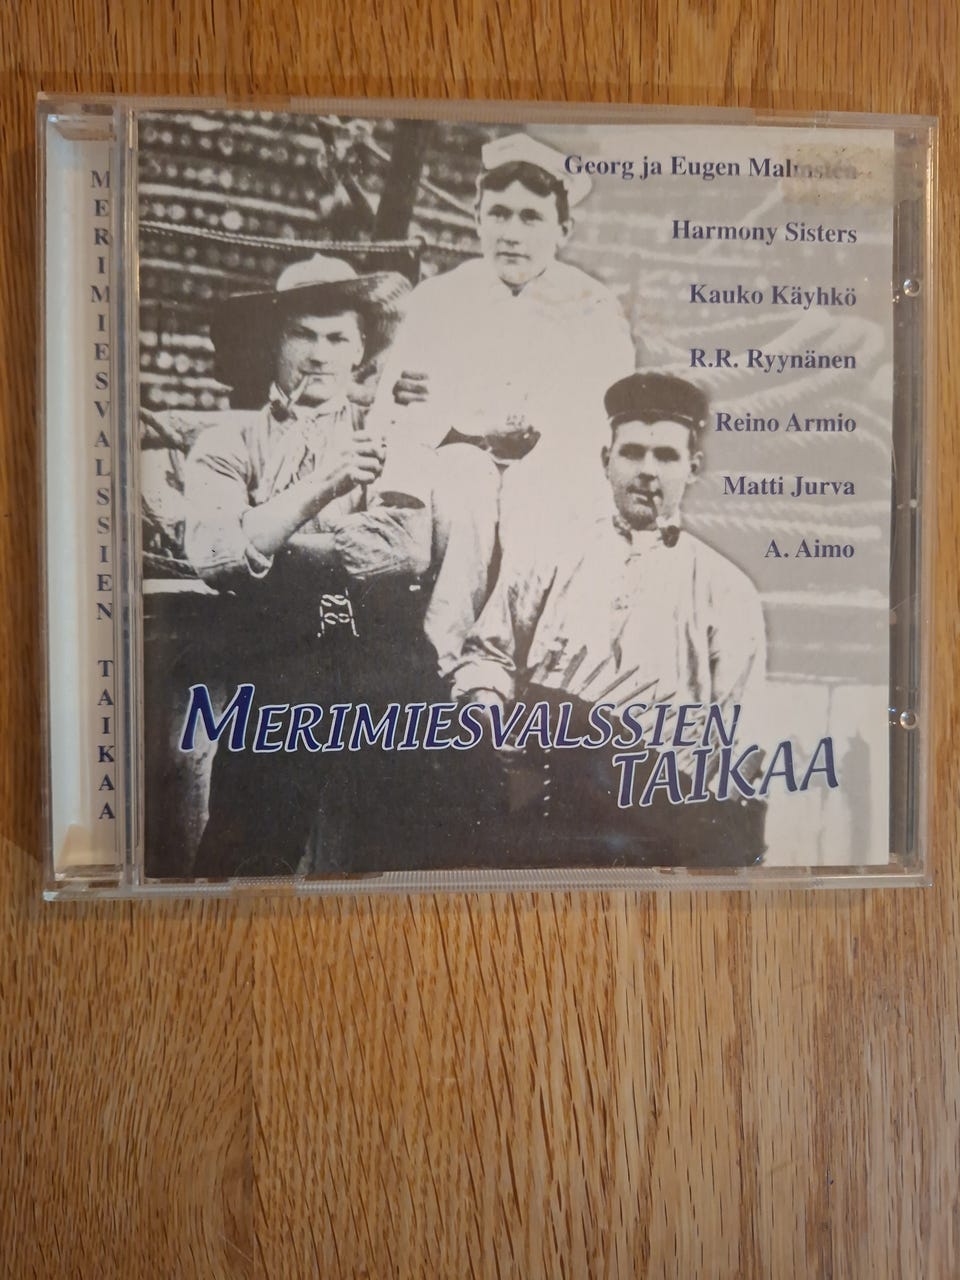 MERIMIESVALSSIEN TAIKAA
Georg ja Eugen Malmsten
Harmony Sisters
Kauko Käyhkö
R.R. Ryynänen
Reino Armio
Matti Jurva
A. Aimo
MERIMIESVALSSIEN
TAIKAA